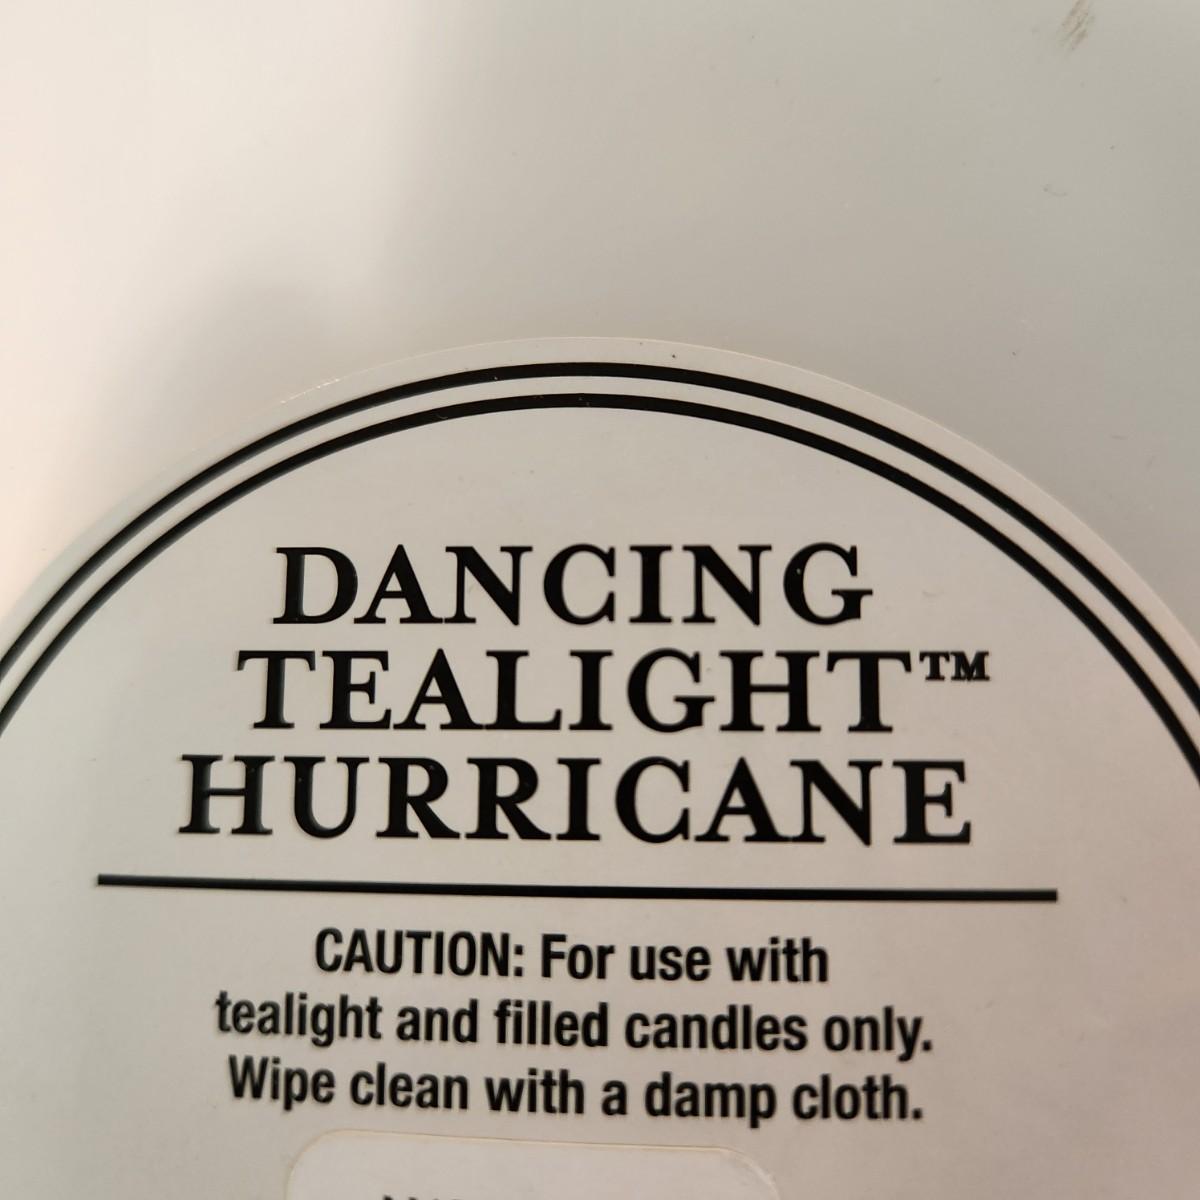 DANCING
TEALIGHT™
HURRICANE
CAUTION: For use with
tealight and filled candles only.
Wipe clean with a damp cloth.